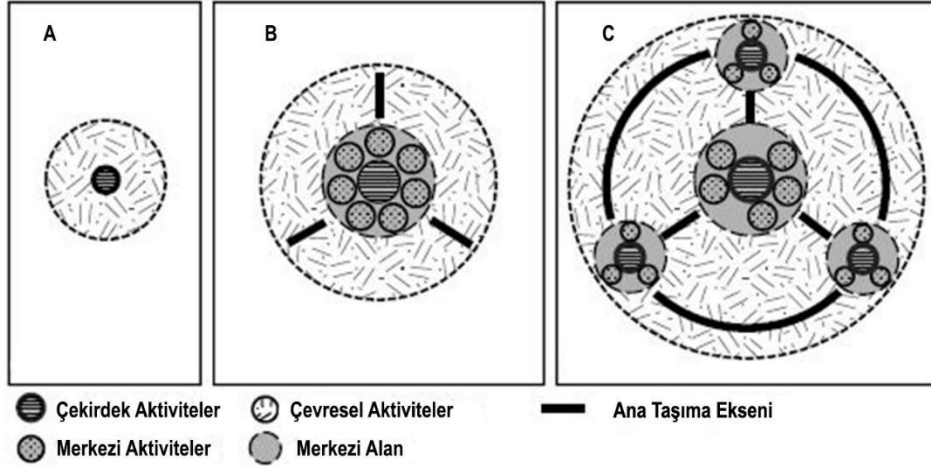 A
B
C
Çekirdek Aktiviteler
Çevresel Aktiviteler
Ana Taşıma Ekseni
Merkezi Aktiviteler
Merkezi Alan